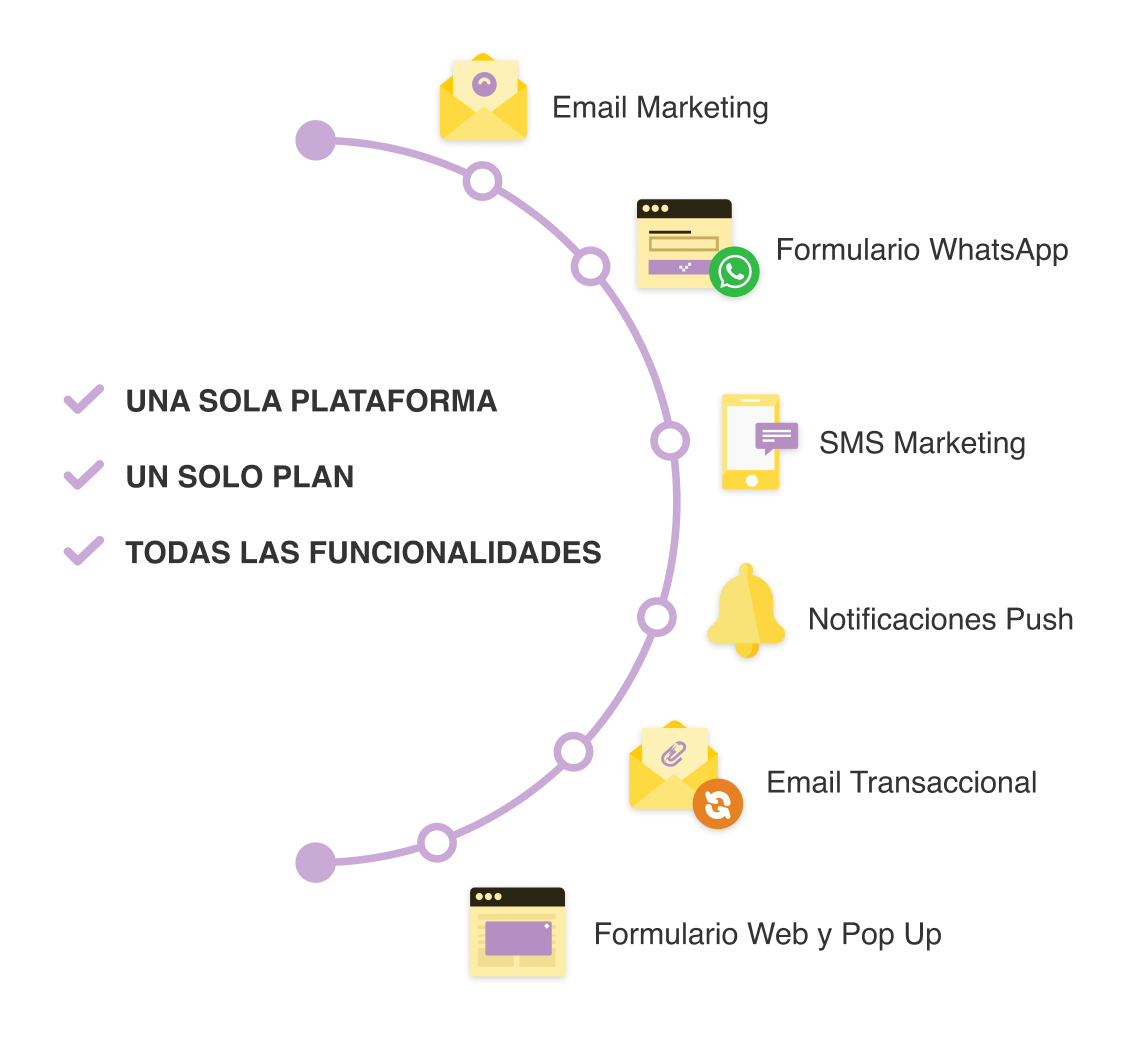 Email Marketing
Formulario WhatsApp
UNA SOLA PLATAFORMA
SMS Marketing
UN SOLO PLAN
TODAS LAS FUNCIONALIDADES
Notificaciones Push
Email Transaccional
Formulario Web y Pop Up